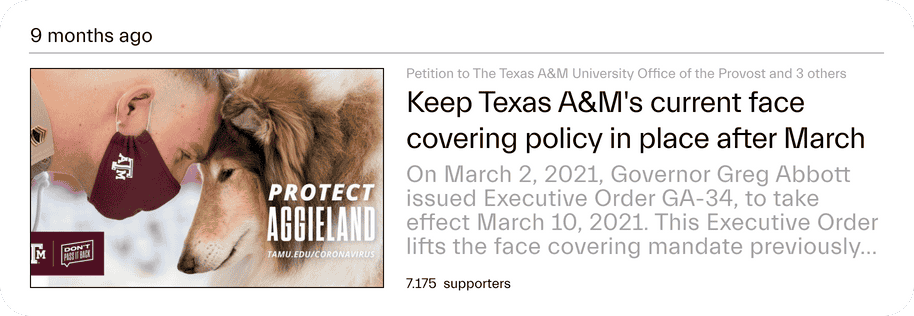 9 months ago
Petition to The Texas A&M University Office of the Provost and 3 others
Keep Texas A&M's current face
covering policy in place after March
On March 2, 2021, Governor Greg Abbott
issued Executive Order GA-34, to take
effect March 10, 2021. This Executive Order
lifts the face covering mandate previously...
7.175 supporters
ATM
PROTECT
AGGIELAND
TAMU.EDU/CORONAVIRUS
ATM
DON'T
PASS IT BACK